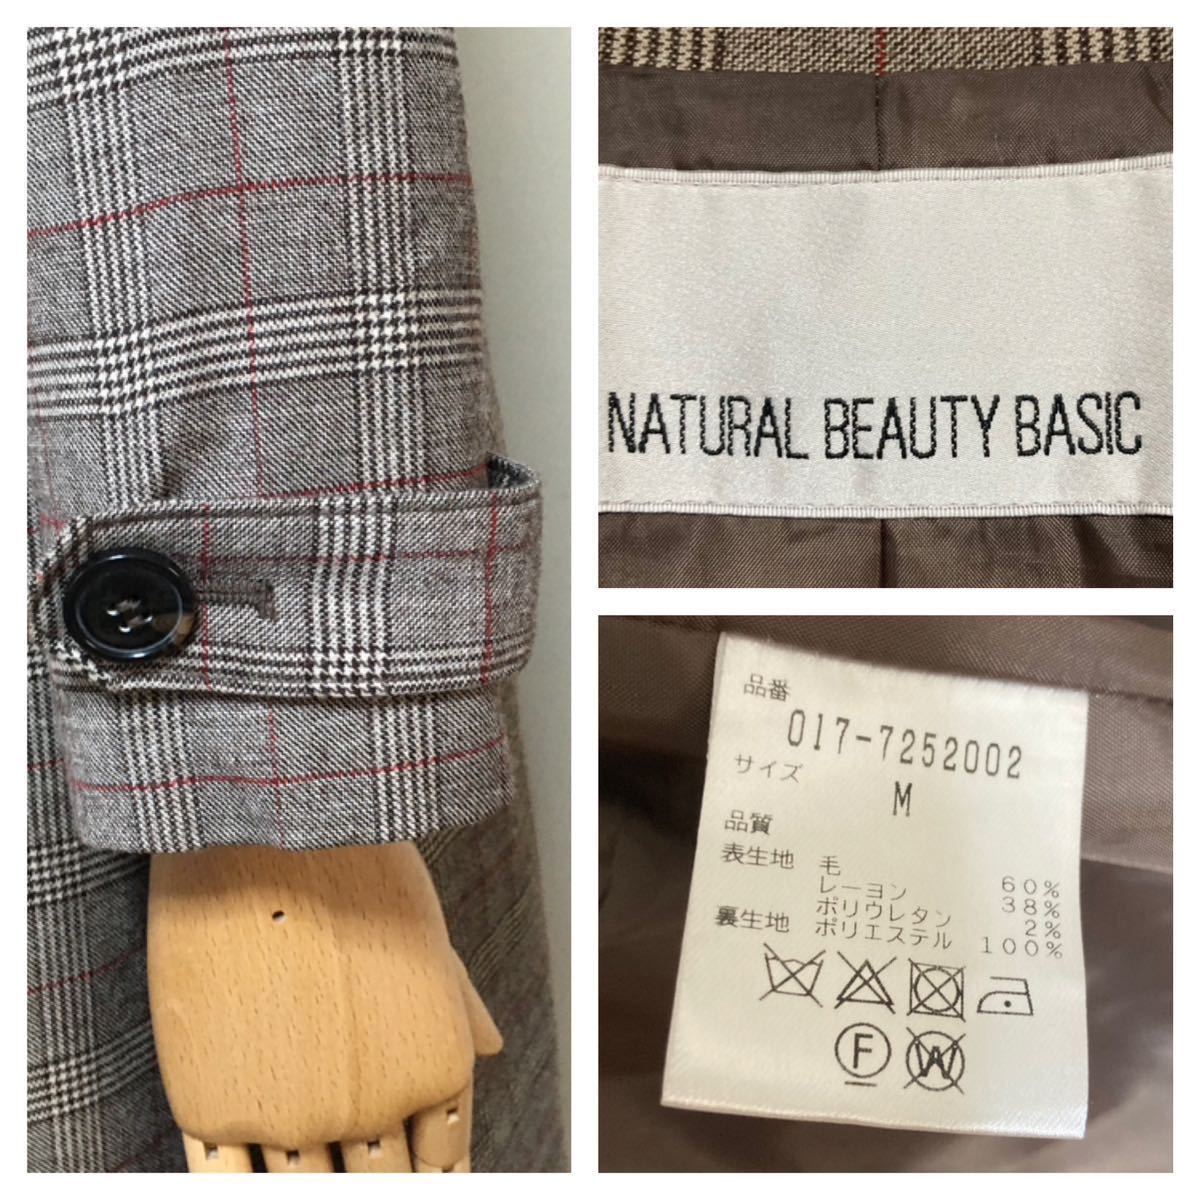 NATURAL BEAUTY BASIC
品番
017-7252002
サイズ
M
品質
表生地 毛 60%
レーヨン 38%
ポリウレタン 2%
裏生地 ポリエステル 100%
F W